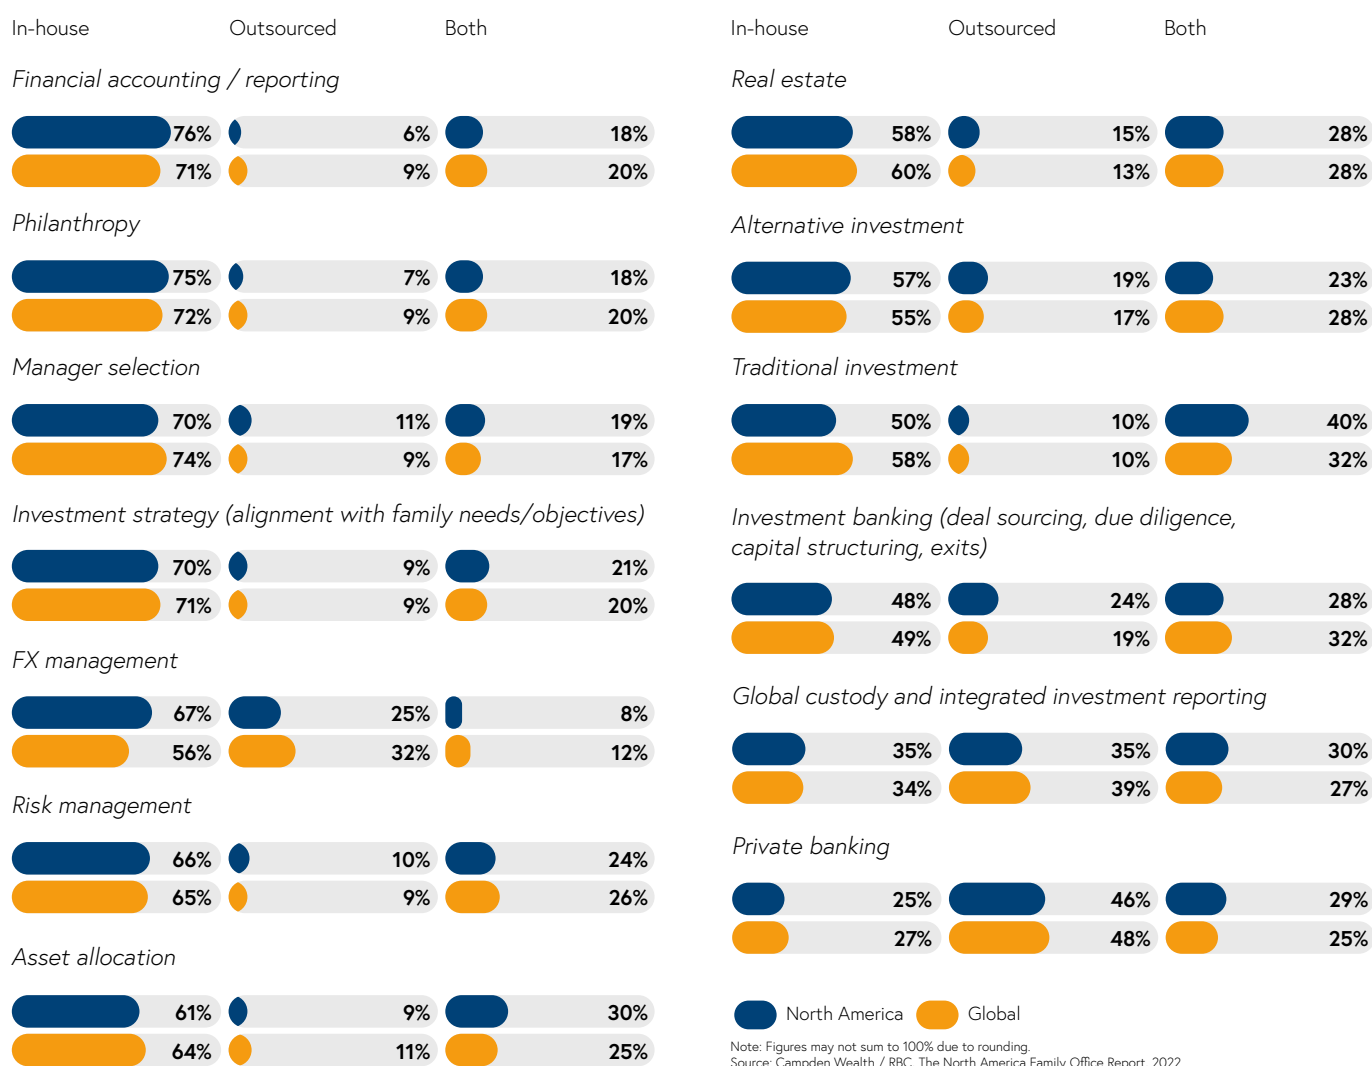 In-house Outsourced Both
Financial accounting / reporting
76% 6% 18%
71% 9% 20%
Philanthropy
75% 7% 18%
72% 9% 20%
Manager selection
70% 11% 19%
74% 9% 17%
Investment strategy (alignment with family needs/objectives)
70% 9% 21%
71% 9% 20%
FX management
67% 25% 8%
56% 32% 12%
Risk management
66% 10% 24%
65% 9% 26%
Asset allocation
61% 9% 30%
64% 11% 25%
In-house Outsourced Both
Real estate
58% 15% 28%
60% 13% 28%
Alternative investment
57% 19% 23%
55% 17% 28%
Traditional investment
50% 10% 40%
58% 10% 32%
Investment banking (deal sourcing, due diligence,
capital structuring, exits)
48% 24% 28%
49% 19% 32%
Global custody and integrated investment reporting
35% 35% 30%
34% 39% 27%
Private banking
25% 46% 29%
27% 48% 25%
North America Global
Note: Figures may not sum to 100% due to rounding.
Source: Campden Wealth / RBC, The North America Family Office Report, 2022